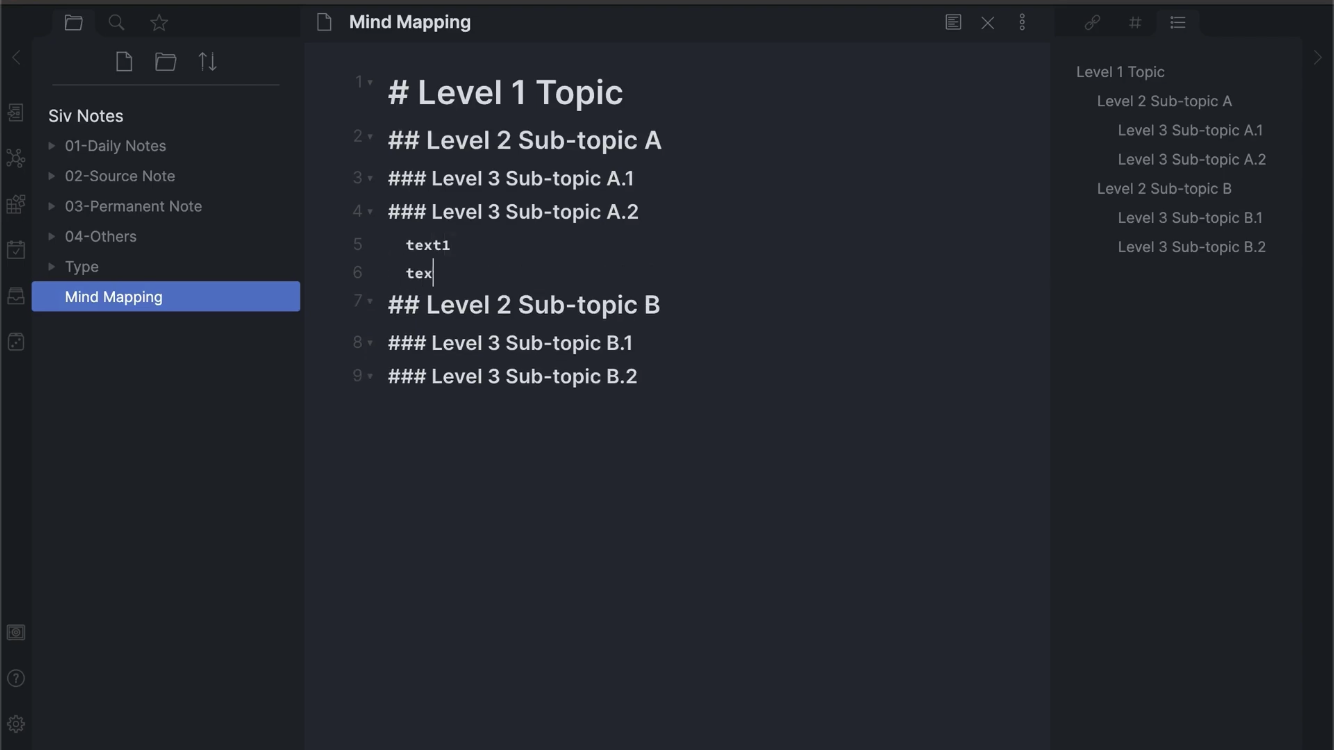 Mind Mapping
Siv Notes
01-Daily Notes
02-Source Note
03-Permanent Note
04-Others
Type
Mind Mapping
1 # Level 1 Topic
2 ## Level 2 Sub-topic A
3 ### Level 3 Sub-topic A.1
4 ### Level 3 Sub-topic A.2
5 text1
6 tex
7 ## Level 2 Sub-topic B
8 ### Level 3 Sub-topic B.1
9 ### Level 3 Sub-topic B.2
Level 1 Topic
Level 2 Sub-topic A
Level 3 Sub-topic A.1
Level 3 Sub-topic A.2
Level 2 Sub-topic B
Level 3 Sub-topic B.1
Level 3 Sub-topic B.2